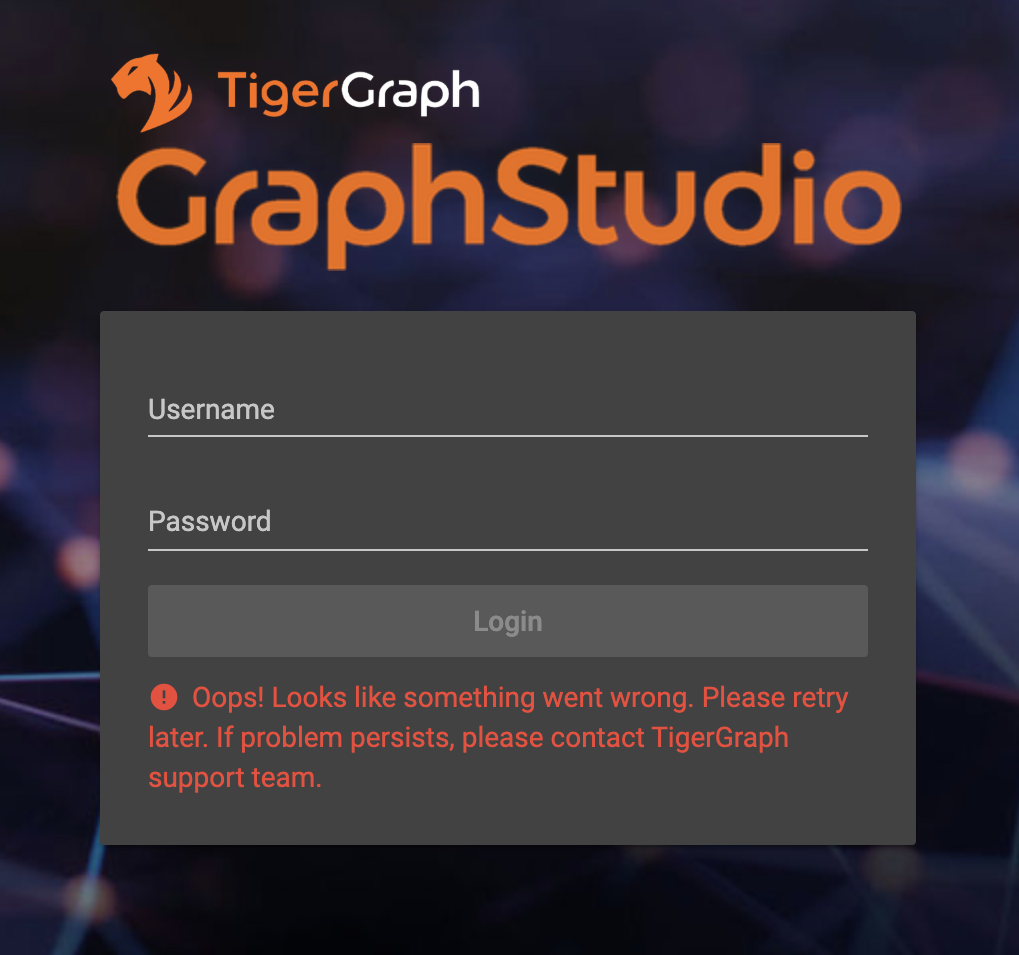 TigerGraph
GraphStudio
Username
Password
Login
Oops! Looks like something went wrong. Please retry
later. If problem persists, please contact TigerGraph
support team.